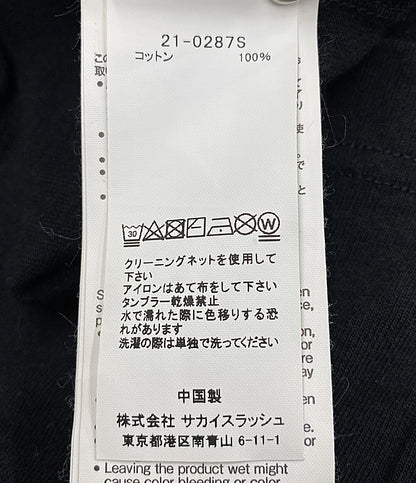 21-0287S
コットン 100%
30
W
クリーニングネットを使用して
下さい
アイロンはあて布をして下さい
タンブラー乾燥禁止
水で濡れた際に色移りする恐
れがあります
洗濯の際は単独で洗ってください
中国製
株式会社 サカイスラッシュ
東京都港区南青山 6-11-1
• Leaving the product wet might
cause color bleeding or color